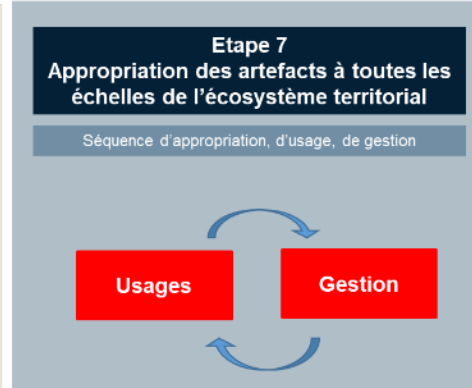 Etape 7
Appropriation des artefacts à toutes les
échelles de l'écosystème territorial
Séquence d'appropriation, d'usage, de gestion
Usages
Gestion